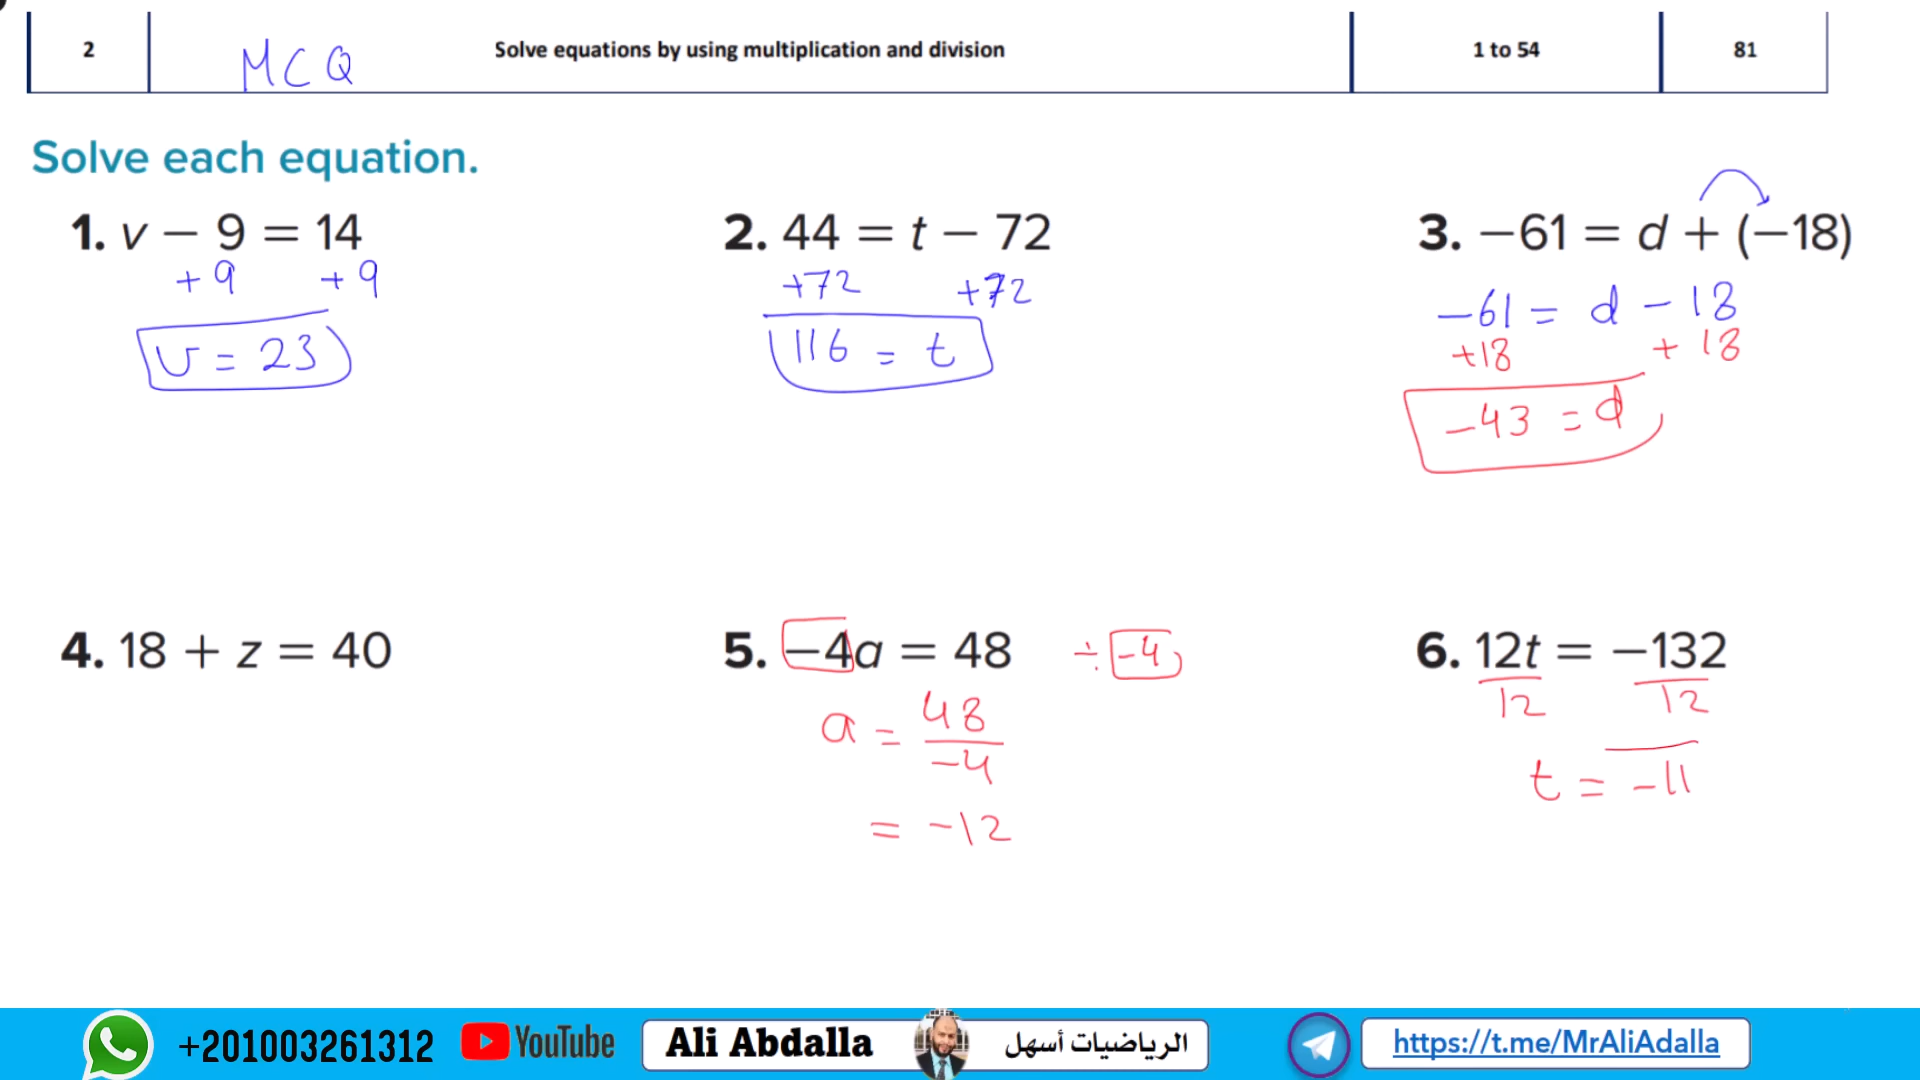 2 MCQ Solve equations by using multiplication and division 1 to 54 81
Solve each equation.
1. v − 9 = 14
+9 +9
v = 23
2. 44 = t − 72
+72 +72
116 = t
3. −61 = d + (−18)
−61 = d − 18
+18 + 18
−43 = d
4. 18 + z = 40
5. −4a = 48 ÷ −4
a = 48
−4
= −12
6. 12t = −132
12 12
t = −11
+201003261312 YouTube Ali Abdalla الرياضيات أسهل https://t.me/MrAliAdalla